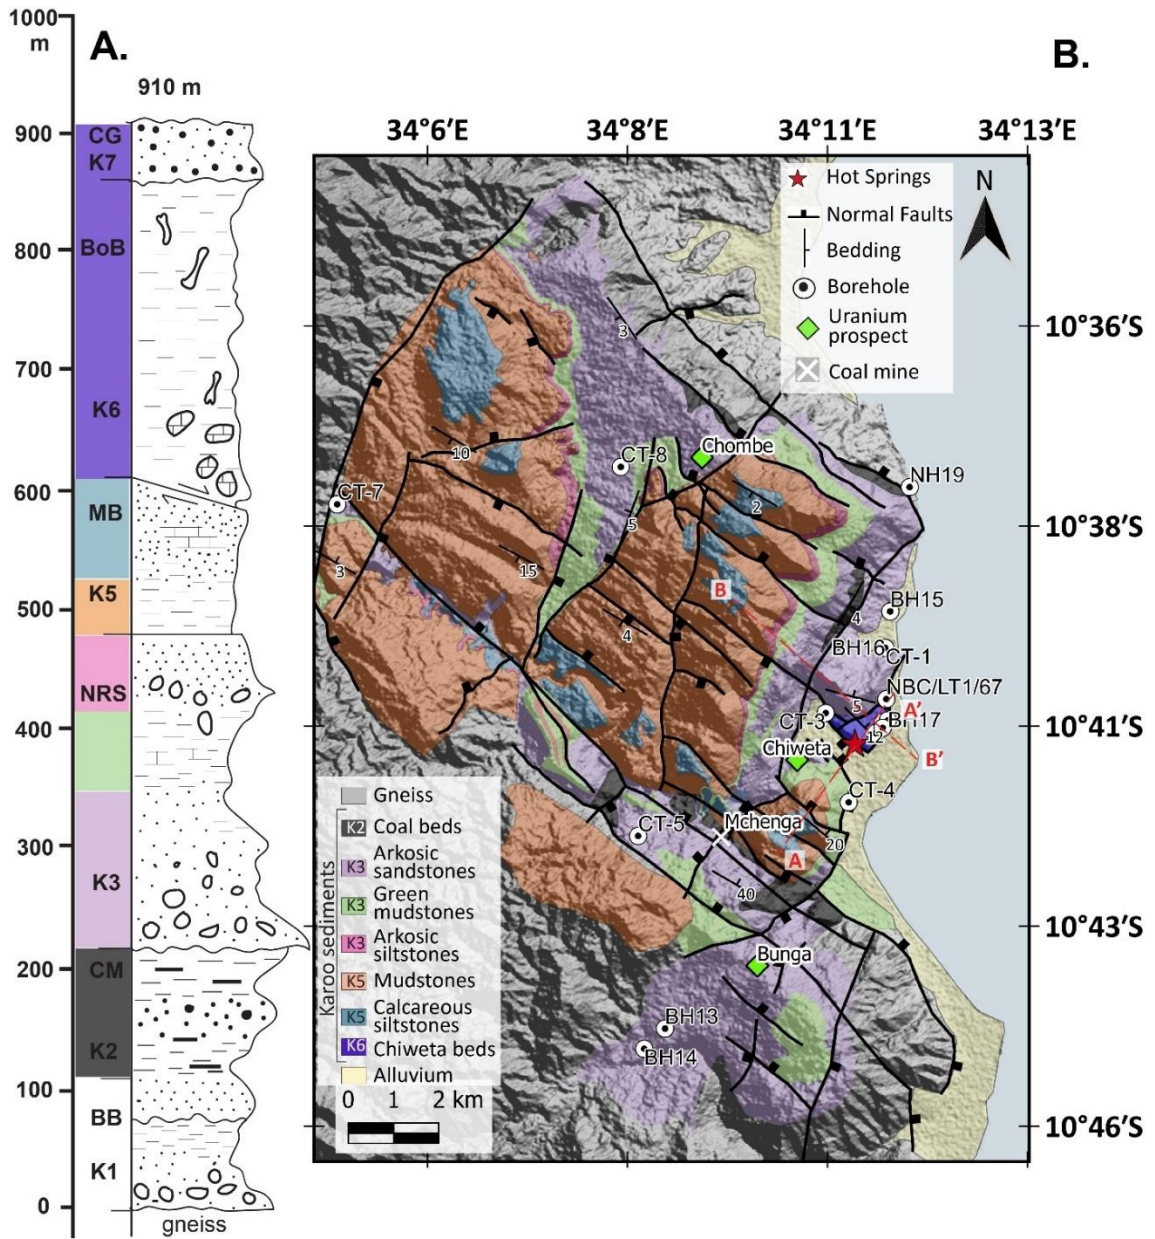 1000
m
A.
910 m
900
800
700
600
500
400
300
200
100
0
CG
K7
BoB
K6
MB
K5
NRS
K3
CM
K2
BB
K1
gneiss
B.
34°6′E
34°8′E
34°11′E
34°13′E
Hot Springs
Normal Faults
Bedding
Borehole
Uranium
prospect
Coal mine
N
10°36′S
10°38′S
10°41′S
10°43′S
10°46′S
3
10
Chombe
CT-8
NH19
CT-7
2
5
3
15
B
BH15
4
4
BH16
CT-1
NBC/LT1/67
5
A′
CT-3
BH17
12
Chiweta
B′
CT-4
CT-5
Mchenga
20
A
40
Bunga
BH13
BH14
Gneiss
Karoo sediments
K2 Coal beds
K3 Arkosic
sandstones
K3 Green
mudstones
K3 Arkosic
siltstones
K5 Mudstones
K5 Calcareous
siltstones
K6 Chiweta beds
Alluvium
0 1 2 km